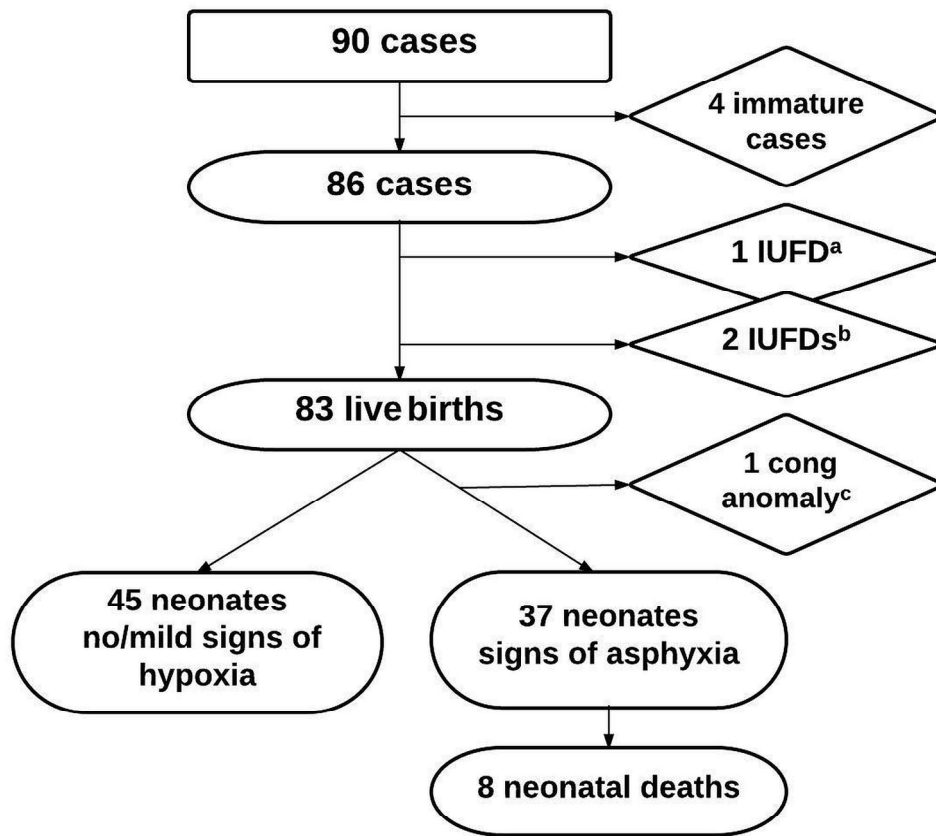 90 cases
4 immature
cases
86 cases
1 IUFDᵃ
2 IUFDsᵇ
83 live births
1 cong
anomalyᶜ
45 neonates
no/mild signs of
hypoxia
37 neonates
signs of asphyxia
8 neonatal deaths